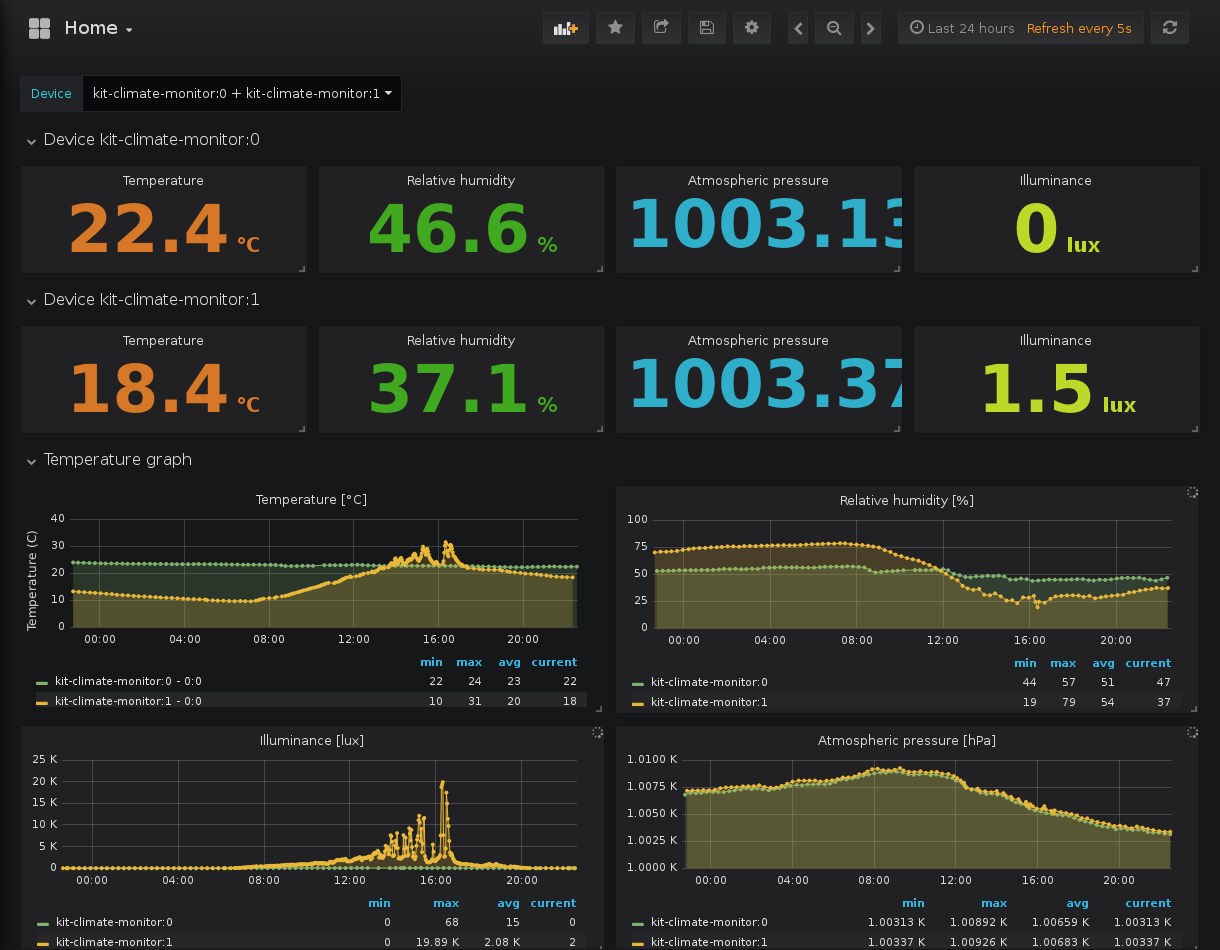 Home
Last 24 hours Refresh every 5s
Device kit-climate-monitor:0 + kit-climate-monitor:1
Device kit-climate-monitor:0
Temperature Relative humidity Atmospheric pressure Illuminance
22.4 °C 46.6 % 1003.13 0 lux
Device kit-climate-monitor:1
Temperature Relative humidity Atmospheric pressure Illuminance
18.4 °C 37.1 % 1003.37 1.5 lux
Temperature graph
Temperature [°C]
Temperature (C)
40
30
20
10
0
00:00 04:00 08:00 12:00 16:00 20:00
min max avg current
kit-climate-monitor:0 - 0:0 22 24 23 22
kit-climate-monitor:1 - 0:0 10 31 20 18
Relative humidity [%]
100
75
50
25
0
00:00 04:00 08:00 12:00 16:00 20:00
min max avg current
kit-climate-monitor:0 44 57 51 47
kit-climate-monitor:1 19 79 54 37
Illuminance [lux]
25 K
20 K
15 K
10 K
5 K
0
00:00 04:00 08:00 12:00 16:00 20:00
min max avg current
kit-climate-monitor:0 0 68 15 0
kit-climate-monitor:1 0 19.89 K 2.08 K 2
Atmospheric pressure [hPa]
1.0100 K
1.0075 K
1.0050 K
1.0025 K
1.0000 K
00:00 04:00 08:00 12:00 16:00 20:00
min max avg current
kit-climate-monitor:0 1.00313 K 1.00892 K 1.00659 K 1.00313 K
kit-climate-monitor:1 1.00337 K 1.00926 K 1.00683 K 1.00337 K